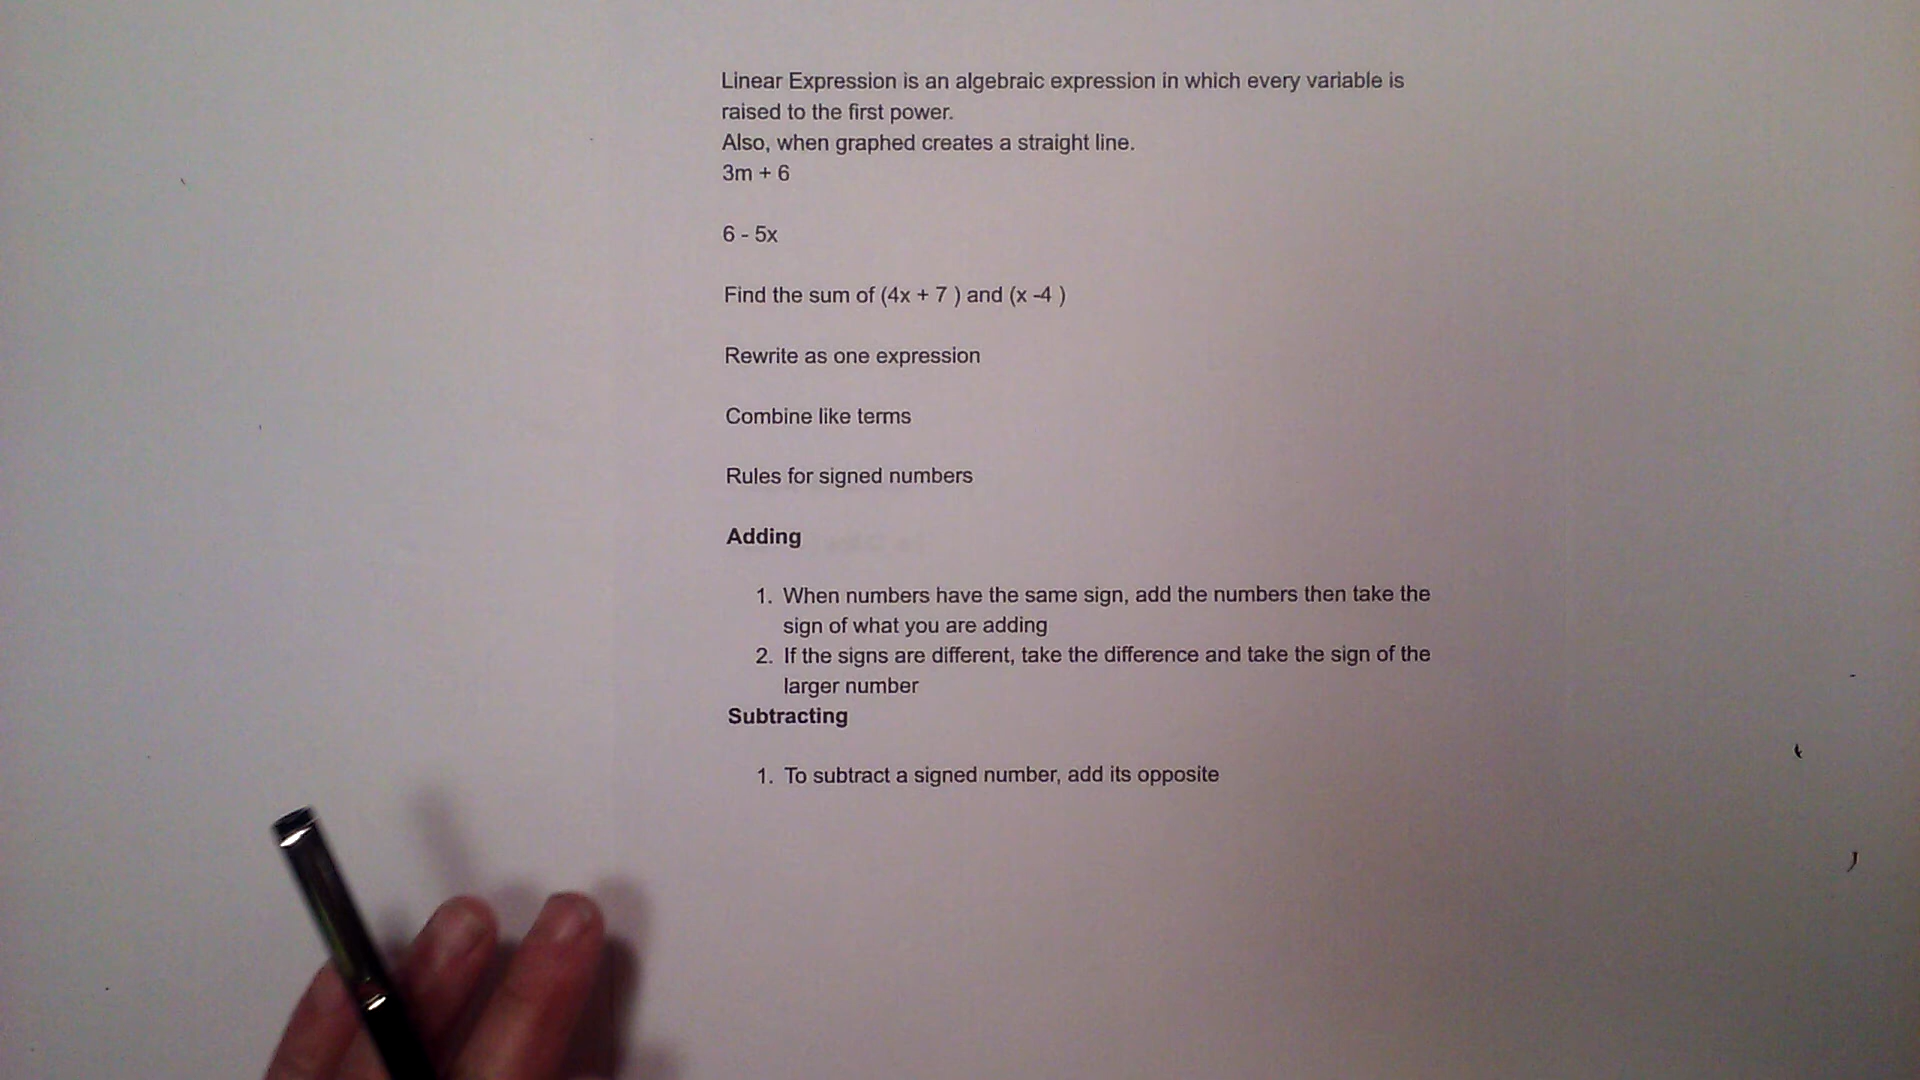 Linear Expression is an algebraic expression in which every variable is
raised to the first power.
Also, when graphed creates a straight line.
3m + 6
6 - 5x
Find the sum of (4x + 7 ) and (x -4 )
Rewrite as one expression
Combine like terms
Rules for signed numbers
Adding
1. When numbers have the same sign, add the numbers then take the
sign of what you are adding
2. If the signs are different, take the difference and take the sign of the
larger number
Subtracting
1. To subtract a signed number, add its opposite